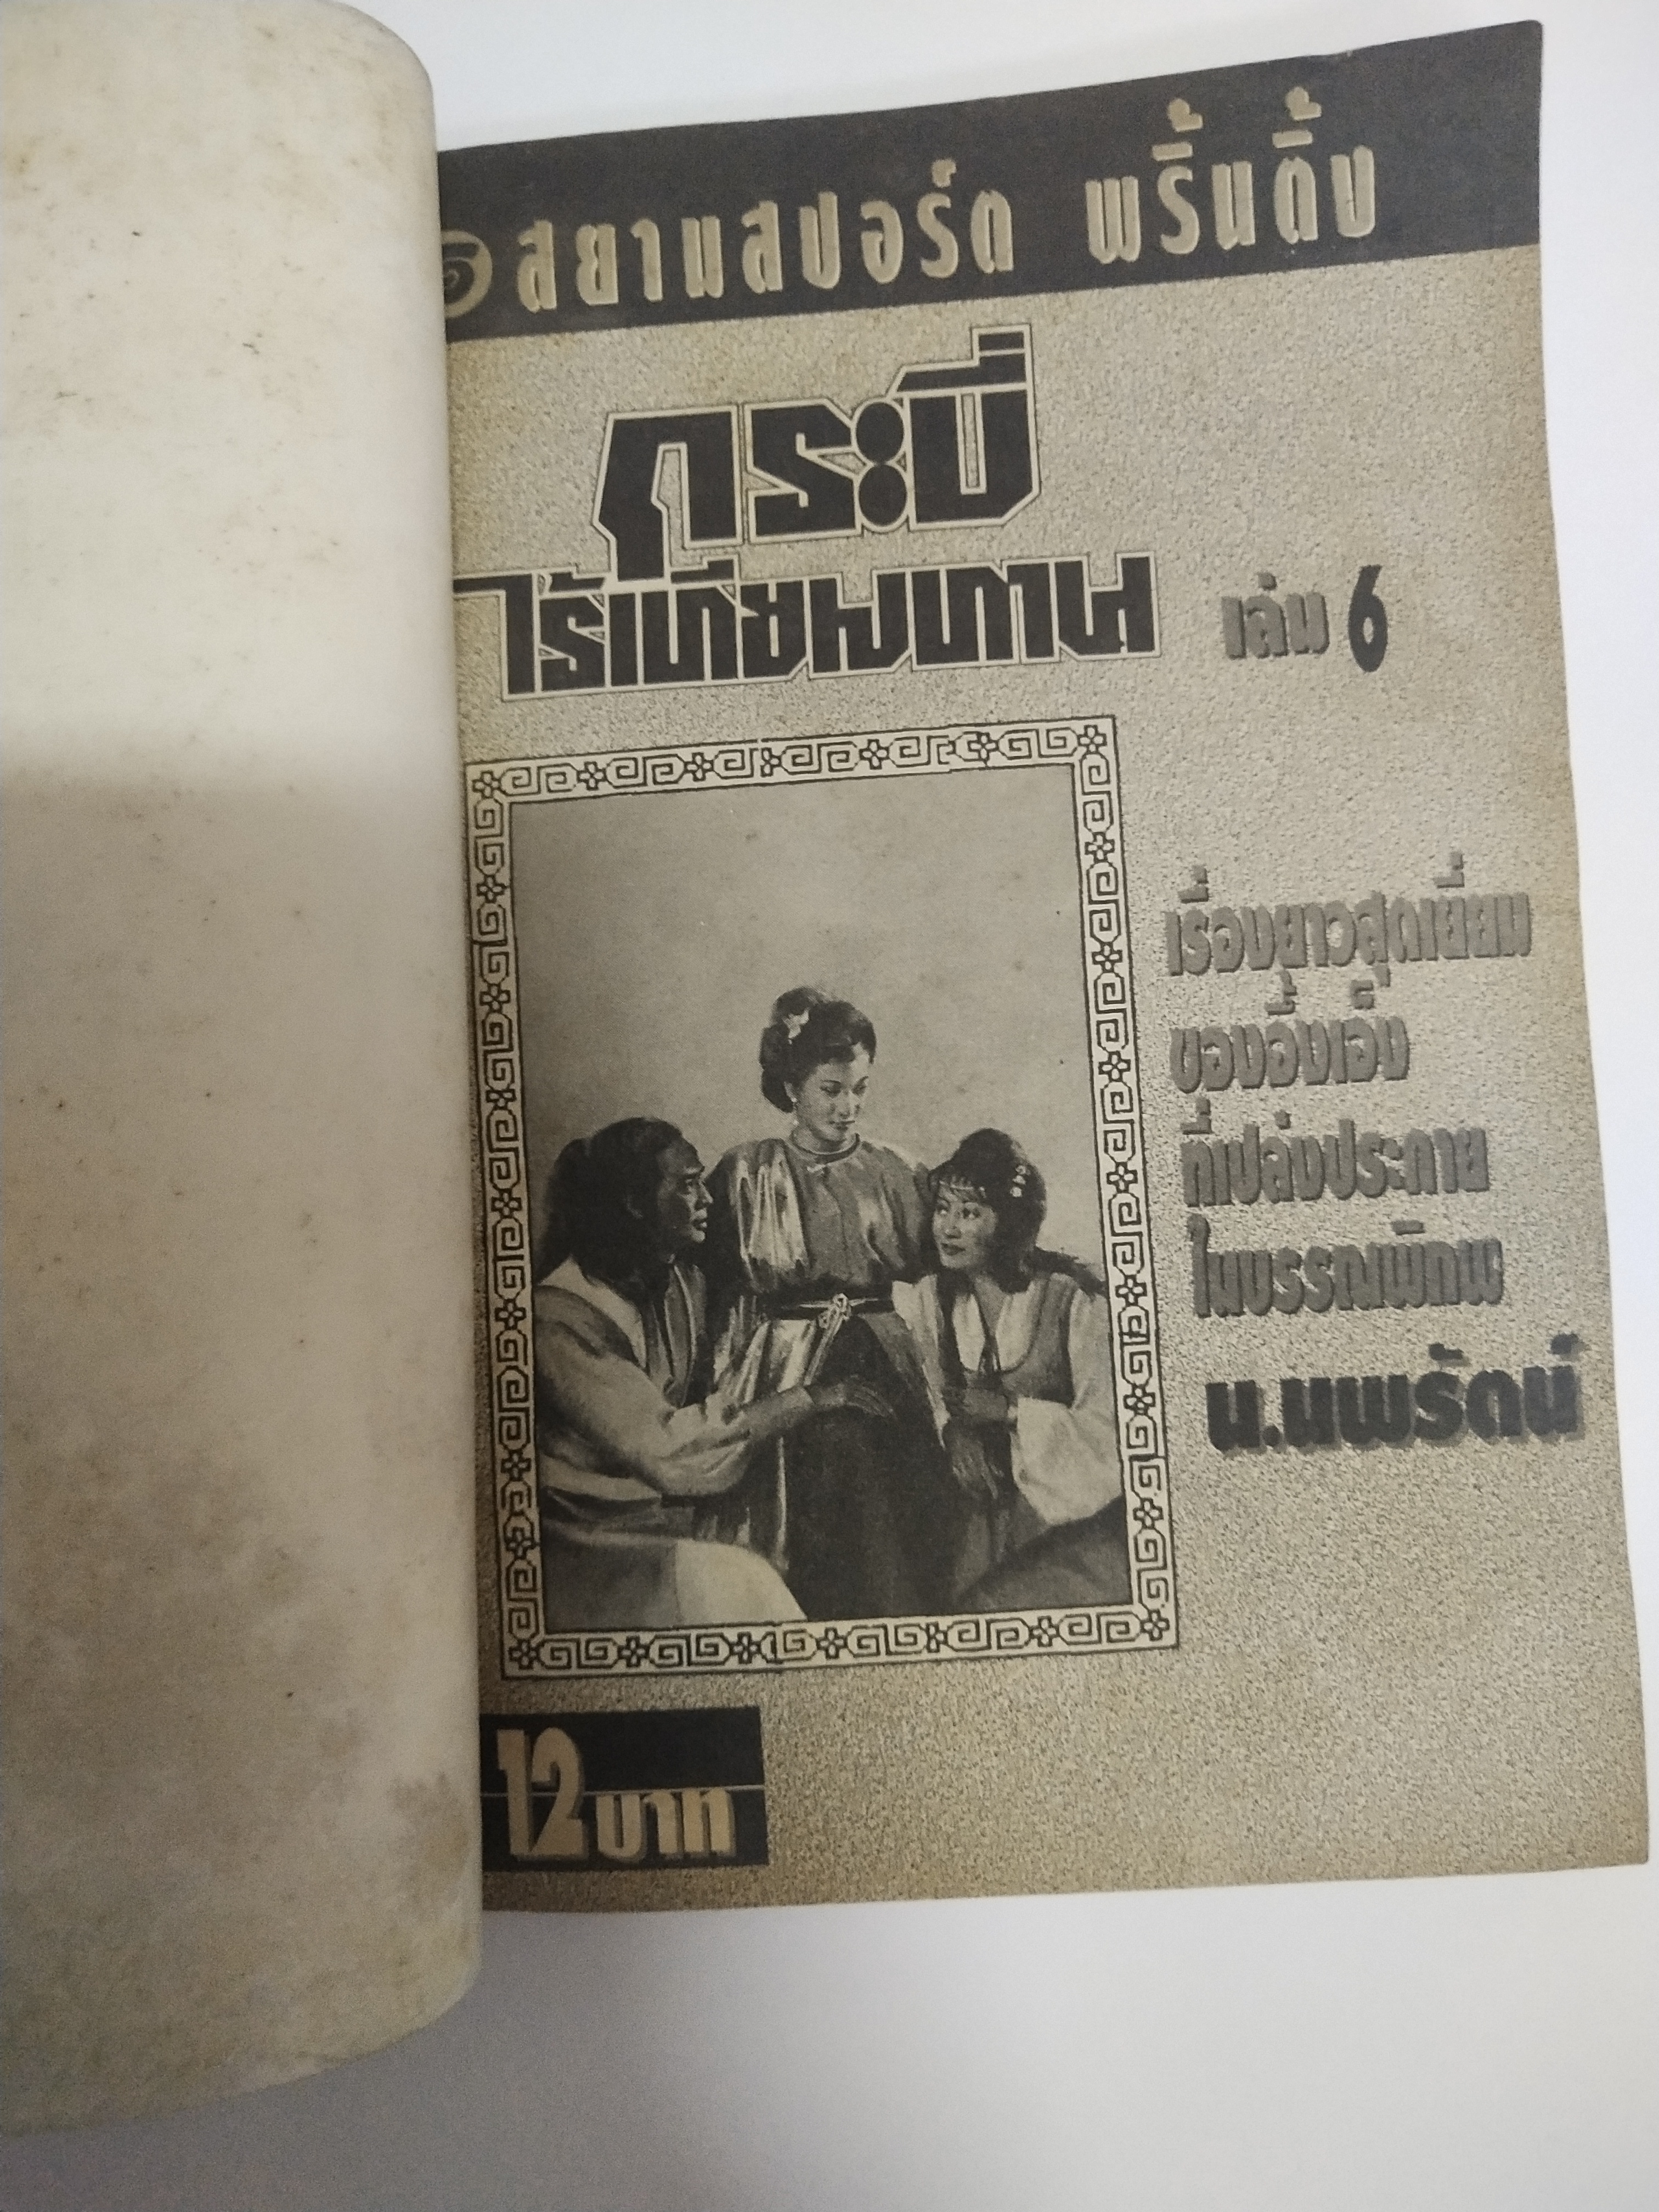 สยามสปอร์ต พริ้นติ้ง
กระบี่
ไร้เทียมทาน
เล่ม 6
เรื่องยาวสุดเยี่ยม
ของอ้อเอ็ง
ที่เปล่งประกาย
ในบรรณพิภพ
น.นพรัตน์
12 บาท